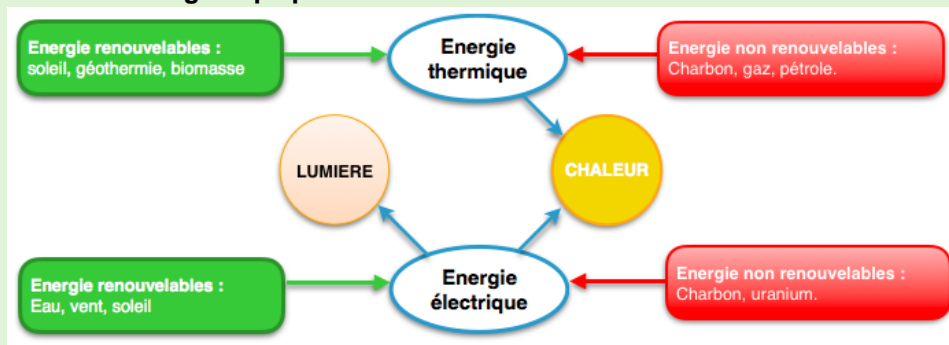 Energie renouvelables :
soleil, géothermie, biomasse
Energie
thermique
Energie non renouvelables :
Charbon, gaz, pétrole.
LUMIERE
CHALEUR
Energie renouvelables :
Eau, vent, soleil
Energie
électrique
Energie non renouvelables :
Charbon, uranium.